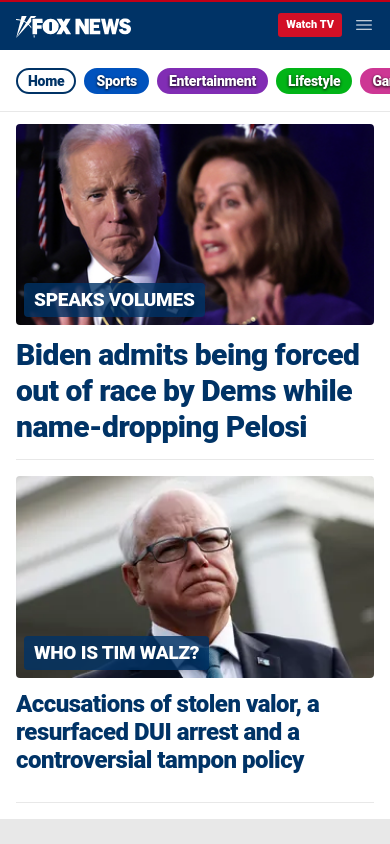 FOX NEWS
Watch TV
Home
Sports
Entertainment
Lifestyle
SPEAKS VOLUMES
Biden admits being forced
out of race by Dems while
name-dropping Pelosi
WHO IS TIM WALZ?
Accusations of stolen valor, a
resurfaced DUI arrest and a
controversial tampon policy